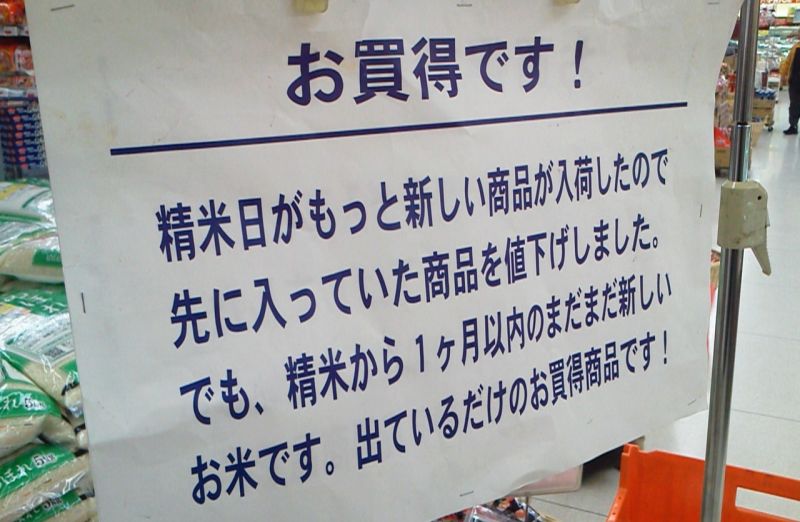 お買得です！
精米日がもっと新しい商品が入荷したので
先に入っていた商品を値下げしました。
でも、精米から1ヶ月以内のまだまだ新しい
お米です。出ているだけのお買得商品です！